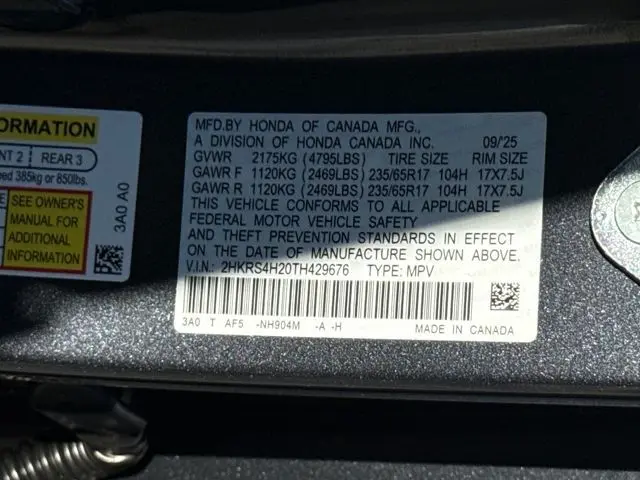 ORMATION
NT 2 REAR 3
eed 385kg or 850lbs.
SEE OWNER'S
MANUAL FOR
ADDITIONAL
INFORMATION
3A0 A0
MFD.BY HONDA OF CANADA MFG.,
A DIVISION OF HONDA CANADA INC. 09/25
GVWR 2175KG (4795LBS) TIRE SIZE RIM SIZE
GAWR F 1120KG (2469LBS) 235/65R17 104H 17X7.5J
GAWR R 1120KG (2469LBS) 235/65R17 104H 17X7.5J
THIS VEHICLE CONFORMS TO ALL APPLICABLE
FEDERAL MOTOR VEHICLE SAFETY
AND THEFT PREVENTION STANDARDS IN EFFECT
ON THE DATE OF MANUFACTURE SHOWN ABOVE.
V.I.N.: 2HKRS4H20TH429676 TYPE: MPV
3A0 T AF5 -NH904M -A -H MADE IN CANADA